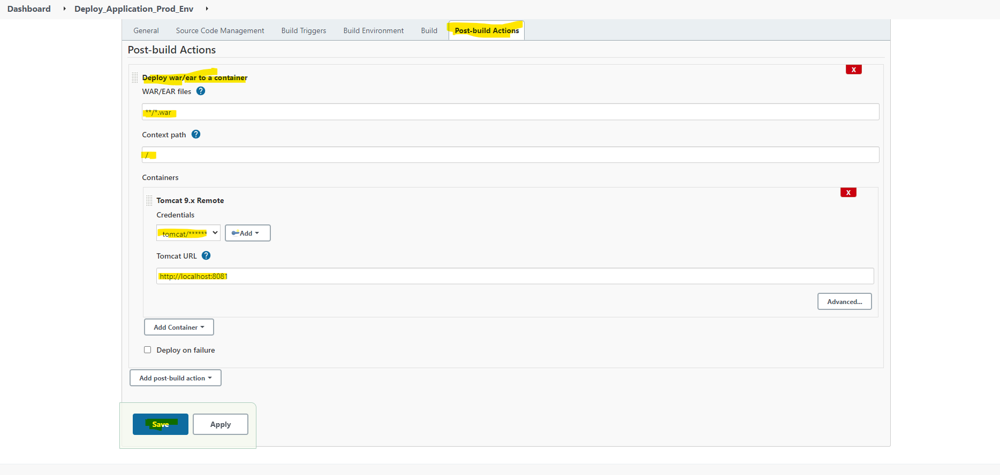 Dashboard Deploy_Application_Prod_Env
General Source Code Management Build Triggers Build Environment Build Post-build Actions
Post-build Actions
X
Deploy war/ear to a container
WAR/EAR files ?
**/*.war
Context path ?
/
Containers
X
Tomcat 9.x Remote
Credentials
tomcat/****** Add
Tomcat URL ?
http://localhost:8081
Advanced...
Add Container
Deploy on failure
Add post-build action
Save Apply